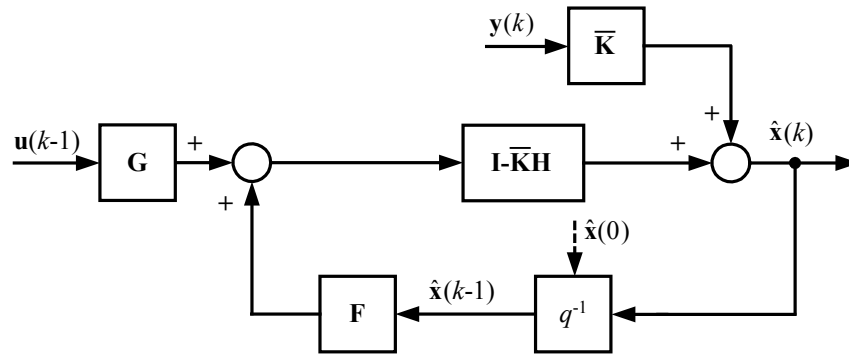 y(k)
K̅
+
u(k-1)
G
+
+
I-K̅H
+
x̂(k)
x̂(0)
F
x̂(k-1)
q⁻¹